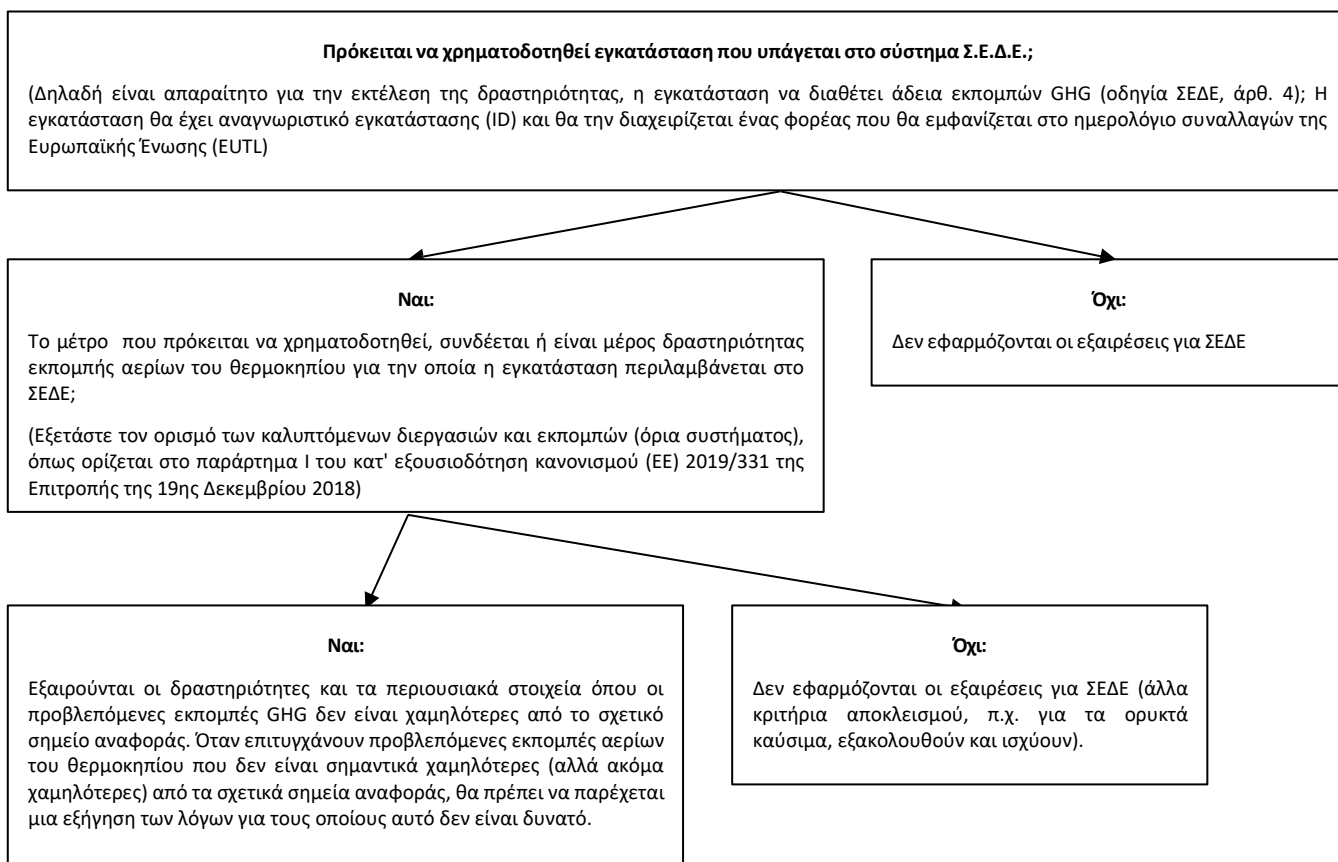 Πρόκειται να χρηματοδοτηθεί εγκατάσταση που υπάγεται στο σύστημα Σ.Ε.Δ.Ε.;
(Δηλαδή είναι απαραίτητο για την εκτέλεση της δραστηριότητας, η εγκατάσταση να διαθέτει άδεια εκπομπών GHG (οδηγία ΣΕΔΕ, άρθ. 4); Η
εγκατάσταση θα έχει αναγνωριστικό εγκατάστασης (ID) και θα την διαχειρίζεται ένας φορέας που θα εμφανίζεται στο ημερολόγιο συναλλαγών της
Ευρωπαϊκής Ένωσης (EUTL)
Ναι:
Το μέτρο που πρόκειται να χρηματοδοτηθεί, συνδέεται ή είναι μέρος δραστηριότητας
εκπομπής αερίων του θερμοκηπίου για την οποία η εγκατάσταση περιλαμβάνεται στο
ΣΕΔΕ;
(Εξετάστε τον ορισμό των καλυπτόμενων διεργασιών και εκπομπών (όρια συστήματος),
όπως ορίζεται στο παράρτημα Ι του κατ' εξουσιοδότηση κανονισμού (ΕΕ) 2019/331 της
Επιτροπής της 19ης Δεκεμβρίου 2018)
Όχι:
Δεν εφαρμόζονται οι εξαιρέσεις για ΣΕΔΕ
Ναι:
Εξαιρούνται οι δραστηριότητες και τα περιουσιακά στοιχεία όπου οι
προβλεπόμενες εκπομπές GHG δεν είναι χαμηλότερες από το σχετικό
σημείο αναφοράς. Όταν επιτυγχάνουν προβλεπόμενες εκπομπές αερίων
του θερμοκηπίου που δεν είναι σημαντικά χαμηλότερες (αλλά ακόμα
χαμηλότερες) από τα σχετικά σημεία αναφοράς, θα πρέπει να παρέχεται
μια εξήγηση των λόγων για τους οποίους αυτό δεν είναι δυνατό.
Όχι:
Δεν εφαρμόζονται οι εξαιρέσεις για ΣΕΔΕ (άλλα
κριτήρια αποκλεισμού, π.χ. για τα ορυκτά
καύσιμα, εξακολουθούν και ισχύουν).